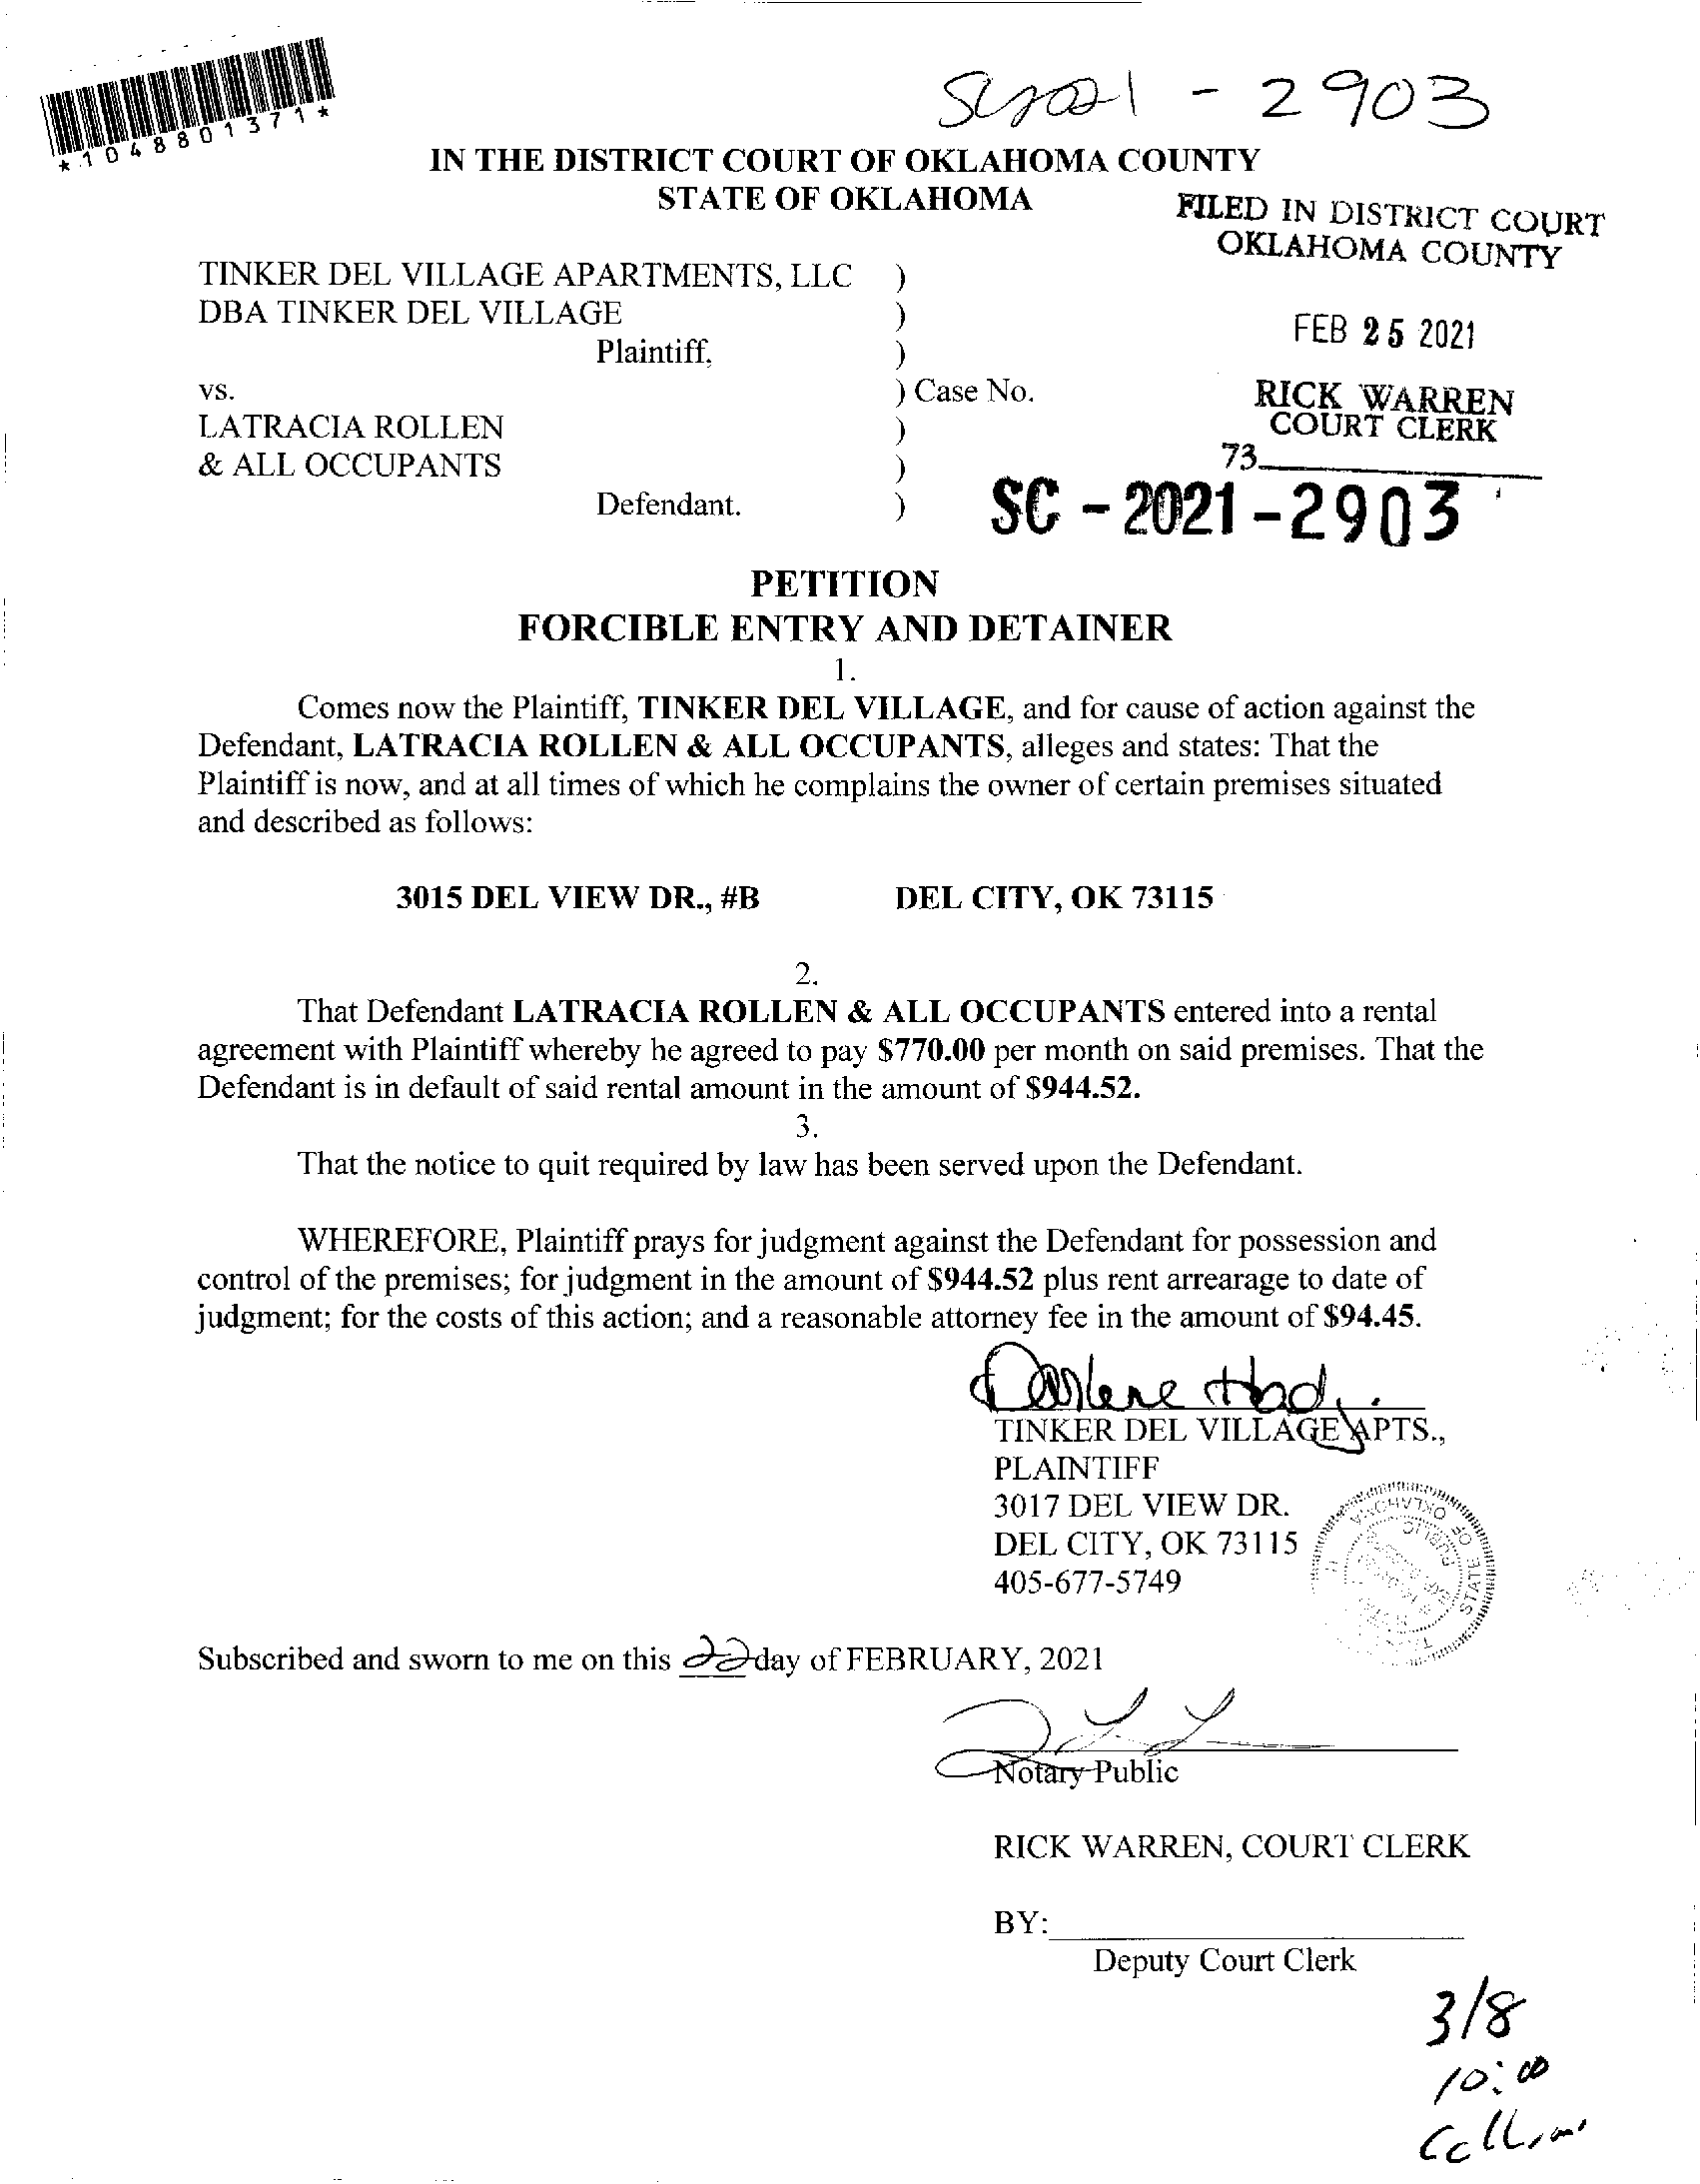 *1048801371*
SC2021 - 2903
IN THE DISTRICT COURT OF OKLAHOMA COUNTY
STATE OF OKLAHOMA
FILED IN DISTRICT COURT
OKLAHOMA COUNTY
TINKER DEL VILLAGE APARTMENTS, LLC )
DBA TINKER DEL VILLAGE )
FEB 25 2021
Plaintiff, )
vs. ) Case No.
RICK WARREN
COURT CLERK
LATRACIA ROLLEN )
& ALL OCCUPANTS )
73
Defendant. )
SC - 2021 - 2903
PETITION
FORCIBLE ENTRY AND DETAINER
1.
Comes now the Plaintiff, TINKER DEL VILLAGE, and for cause of action against the
Defendant, LATRACIA ROLLEN & ALL OCCUPANTS, alleges and states: That the
Plaintiff is now, and at all times of which he complains the owner of certain premises situated
and described as follows:
3015 DEL VIEW DR., #B DEL CITY, OK 73115
2.
That Defendant LATRACIA ROLLEN & ALL OCCUPANTS entered into a rental
agreement with Plaintiff whereby he agreed to pay $770.00 per month on said premises. That the
Defendant is in default of said rental amount in the amount of $944.52.
3.
That the notice to quit required by law has been served upon the Defendant.
WHEREFORE, Plaintiff prays for judgment against the Defendant for possession and
control of the premises; for judgment in the amount of $944.52 plus rent arrearage to date of
judgment; for the costs of this action; and a reasonable attorney fee in the amount of $94.45.
Darlene
TINKER DEL VILLAGE APTS.,
PLAINTIFF
3017 DEL VIEW DR.
DEL CITY, OK 73115
405-677-5749
STATE OF OKLAHOMA
PUBLIC
Subscribed and sworn to me on this 22 day of FEBRUARY, 2021
Notary Public
RICK WARREN, COURT CLERK
BY:
Deputy Court Clerk
3/8
10:00